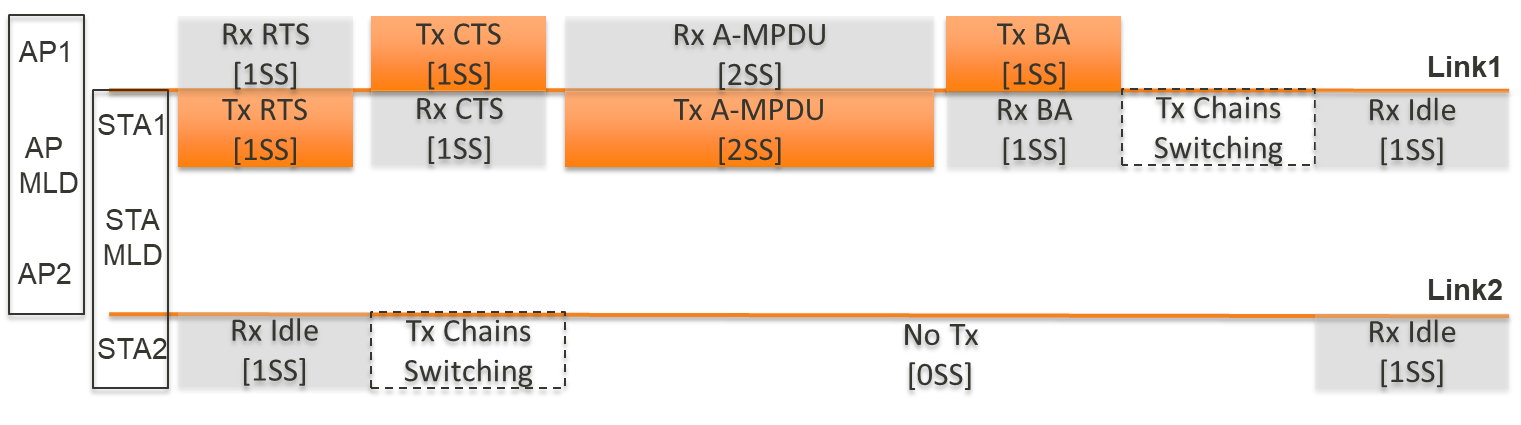 AP1
Rx RTS
[1SS]
Tx CTS
[1SS]
Rx A-MPDU
[2SS]
Tx BA
[1SS]
Link1
STA1
Tx RTS
[1SS]
Rx CTS
[1SS]
Tx A-MPDU
[2SS]
Rx BA
[1SS]
Tx Chains
Switching
Rx Idle
[1SS]
AP
MLD
STA
MLD
AP2
Link2
STA2
Rx Idle
[1SS]
Tx Chains
Switching
No Tx
[0SS]
Rx Idle
[1SS]